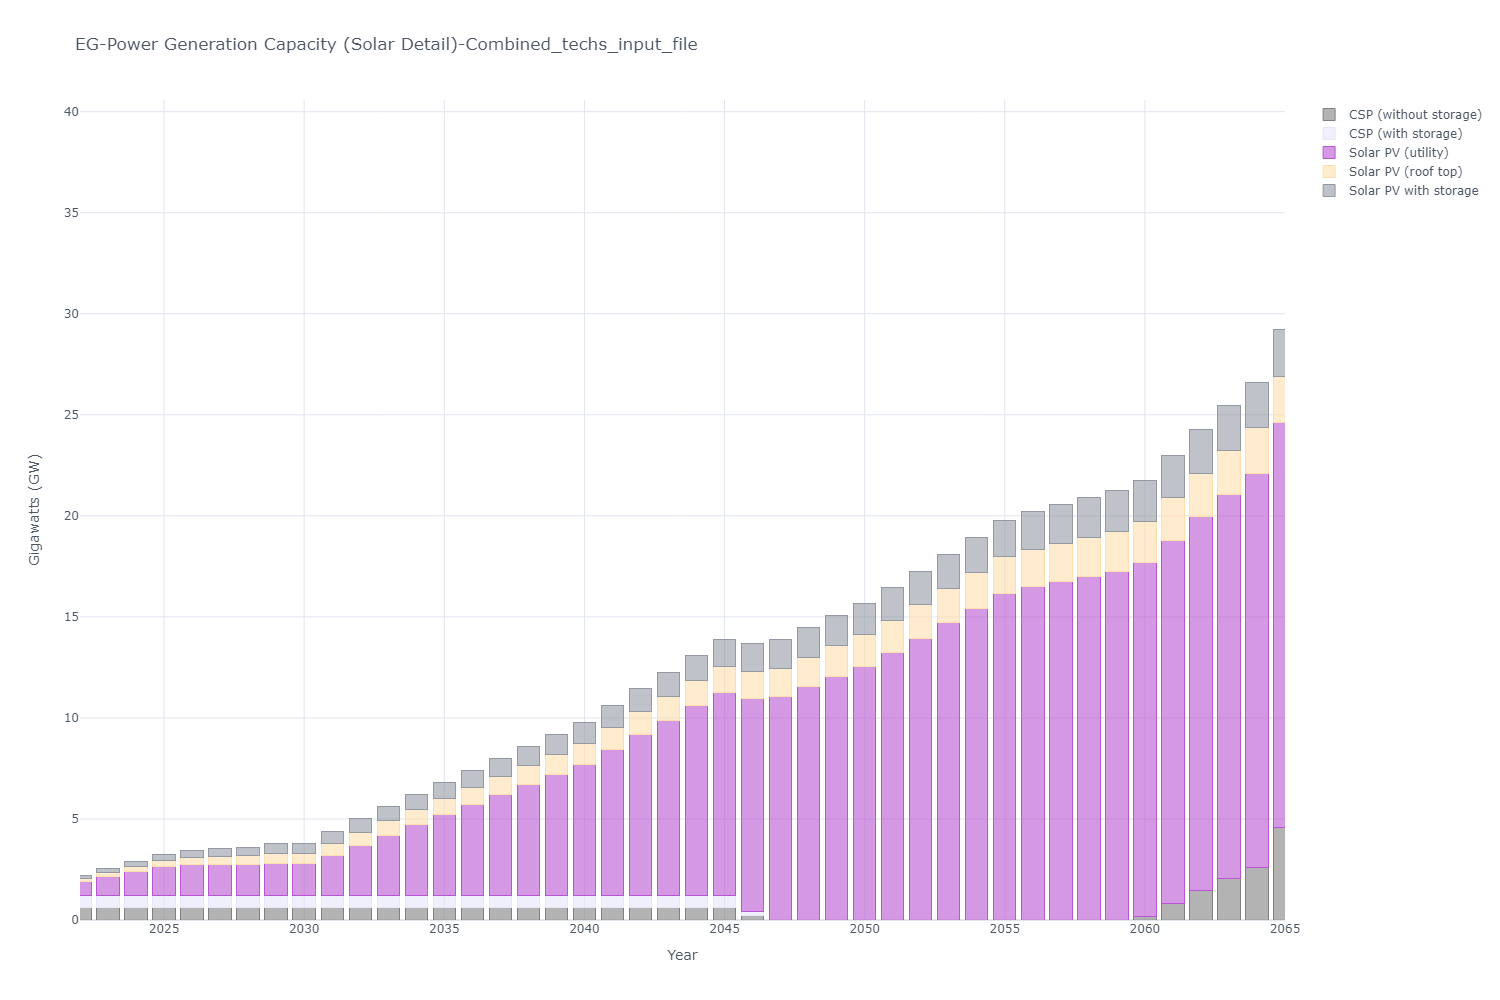 EG-Power Generation Capacity (Solar Detail)-Combined_techs_input_file
CSP (without storage)
CSP (with storage)
Solar PV (utility)
Solar PV (roof top)
Solar PV with storage
Gigawatts (GW)
40
35
30
25
20
15
10
5
0
2025 2030 2035 2040 2045 2050 2055 2060 2065
Year